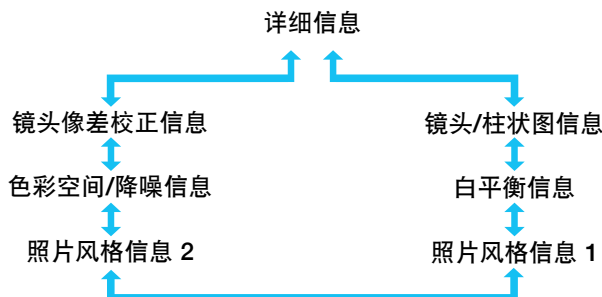 详细信息
镜头像差校正信息
镜头/柱状图信息
色彩空间/降噪信息
白平衡信息
照片风格信息 2
照片风格信息 1